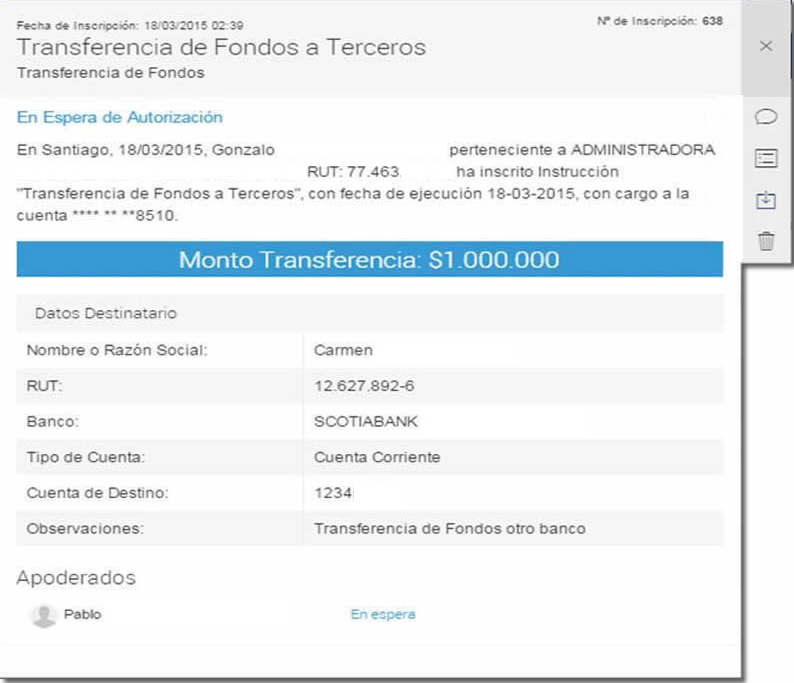 Fecha de Inscripción: 18/03/2015 02:39
Nº de Inscripción: 638
Transferencia de Fondos a Terceros
Transferencia de Fondos
En Espera de Autorización
En Santiago, 18/03/2015, Gonzalo perteneciente a ADMINISTRADORA
RUT: 77.463. ha inscrito Instrucción
"Transferencia de Fondos a Terceros", con fecha de ejecución 18-03-2015, con cargo a la
cuenta **** ** **8510.
Monto Transferencia: $1.000.000
Datos Destinatario
Nombre o Razón Social: Carmen
RUT: 12.627.892-6
Banco: SCOTIABANK
Tipo de Cuenta: Cuenta Corriente
Cuenta de Destino: 1234
Observaciones: Transferencia de Fondos otro banco
Apoderados
Pablo En espera